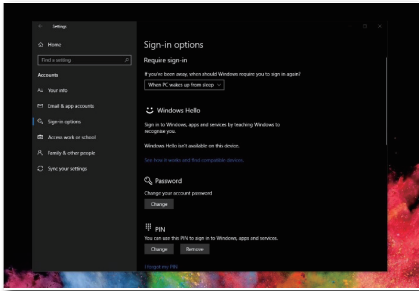 Settings
Home
Find a setting
Accounts
Your info
Email & app accounts
Sign-in options
Access work or school
Family & other people
Sync your settings
Sign-in options
Require sign-in
If you've been away, when should Windows require you to sign in again?
When PC wakes up from sleep
Windows Hello
Sign in to Windows, apps and services by teaching Windows to
recognise you.
Windows Hello isn't available on this device.
See how it works and find compatible devices.
Password
Change your account password
Change
PIN
You can use this PIN to sign in to Windows, apps and services.
Change Remove
I forgot my PIN